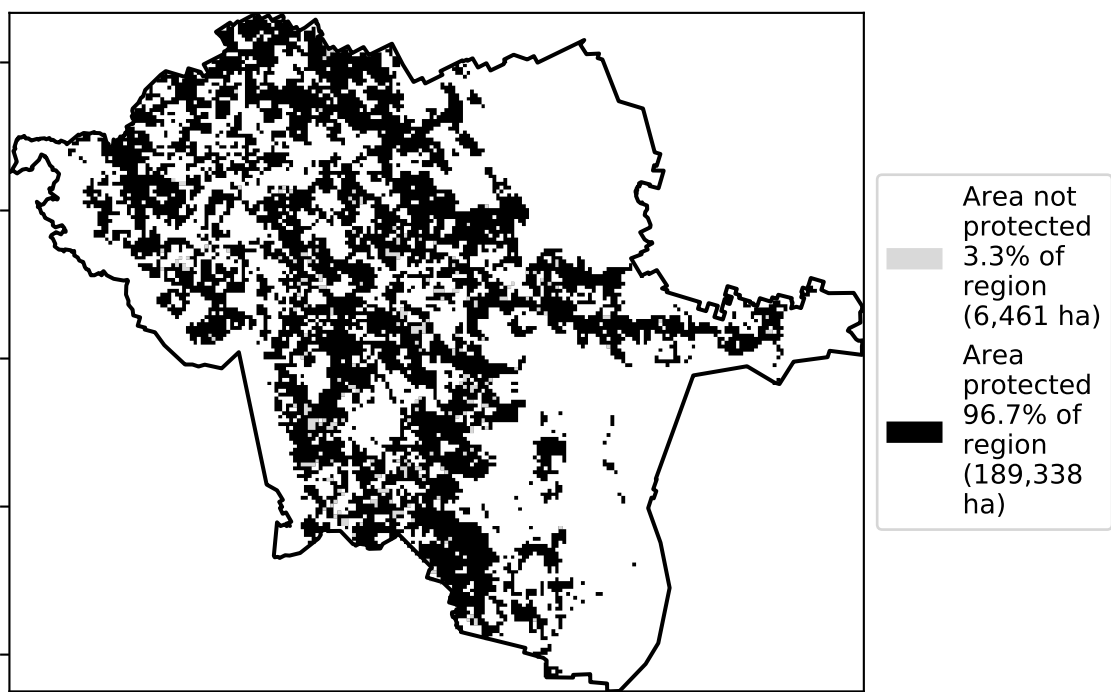 Area not
protected
3.3% of
region
(6,461 ha)
Area
protected
96.7% of
region
(189,338
ha)